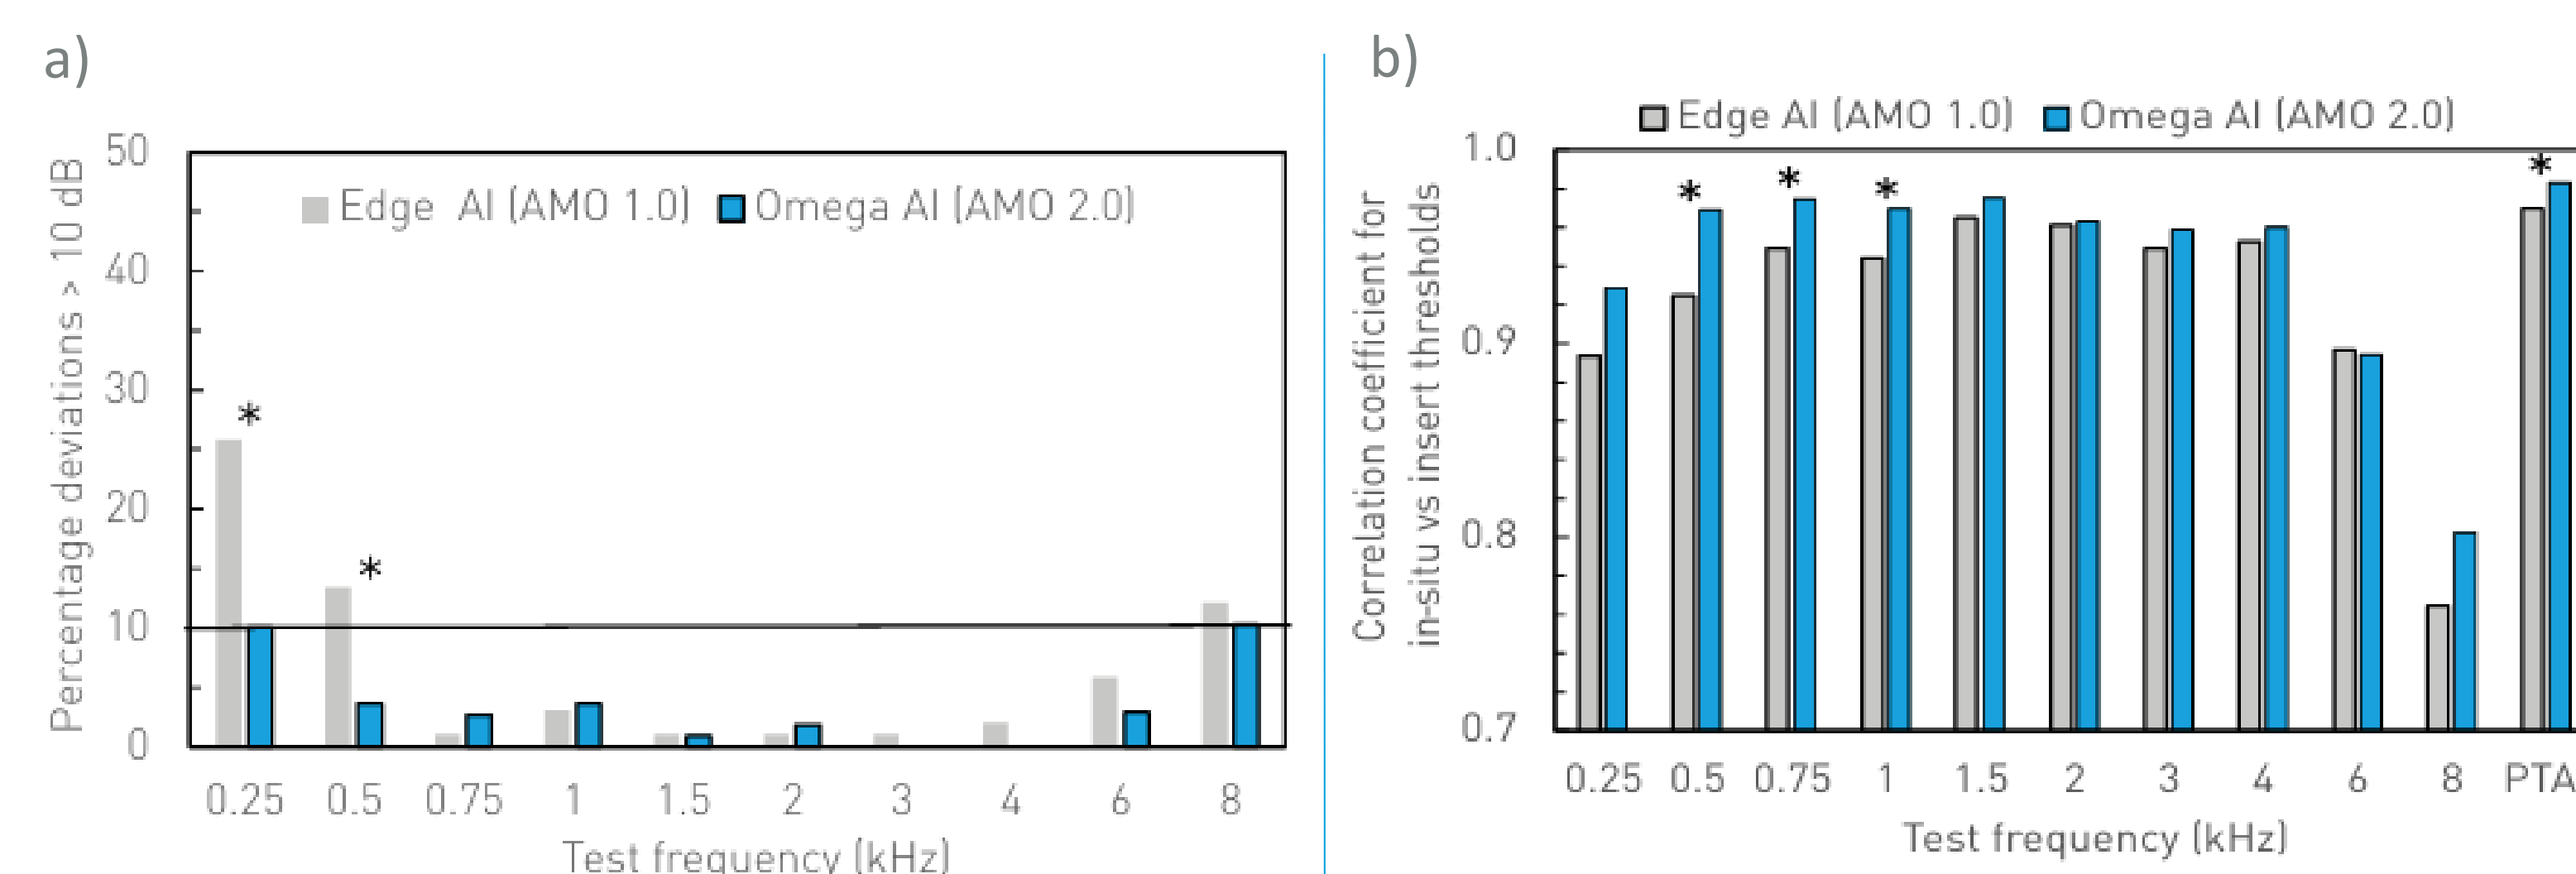 a)
Percentage deviations > 10 dB
50
40
30
20
10
0
Edge AI (AMO 1.0) Omega AI (AMO 2.0)
*
*
0.25 0.5 0.75 1 1.5 2 3 4 6 8
Test frequency (kHz)
b)
Edge AI (AMO 1.0) Omega AI (AMO 2.0)
Correlation coefficient for
in-situ vs insert thresholds
1.0
0.9
0.8
0.7
* * * *
0.25 0.5 0.75 1 1.5 2 3 4 6 8 PTA
Test frequency (kHz)